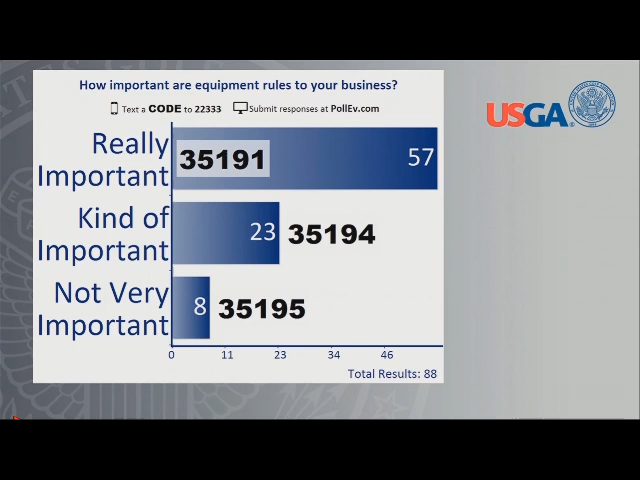 How important are equipment rules to your business?
Text a CODE to 22333 Submit responses at PollEv.com
USGA®
Really
Important
35191
57
Kind of
Important
23
35194
Not Very
Important
8
35195
0 11 23 34 46
Total Results: 88